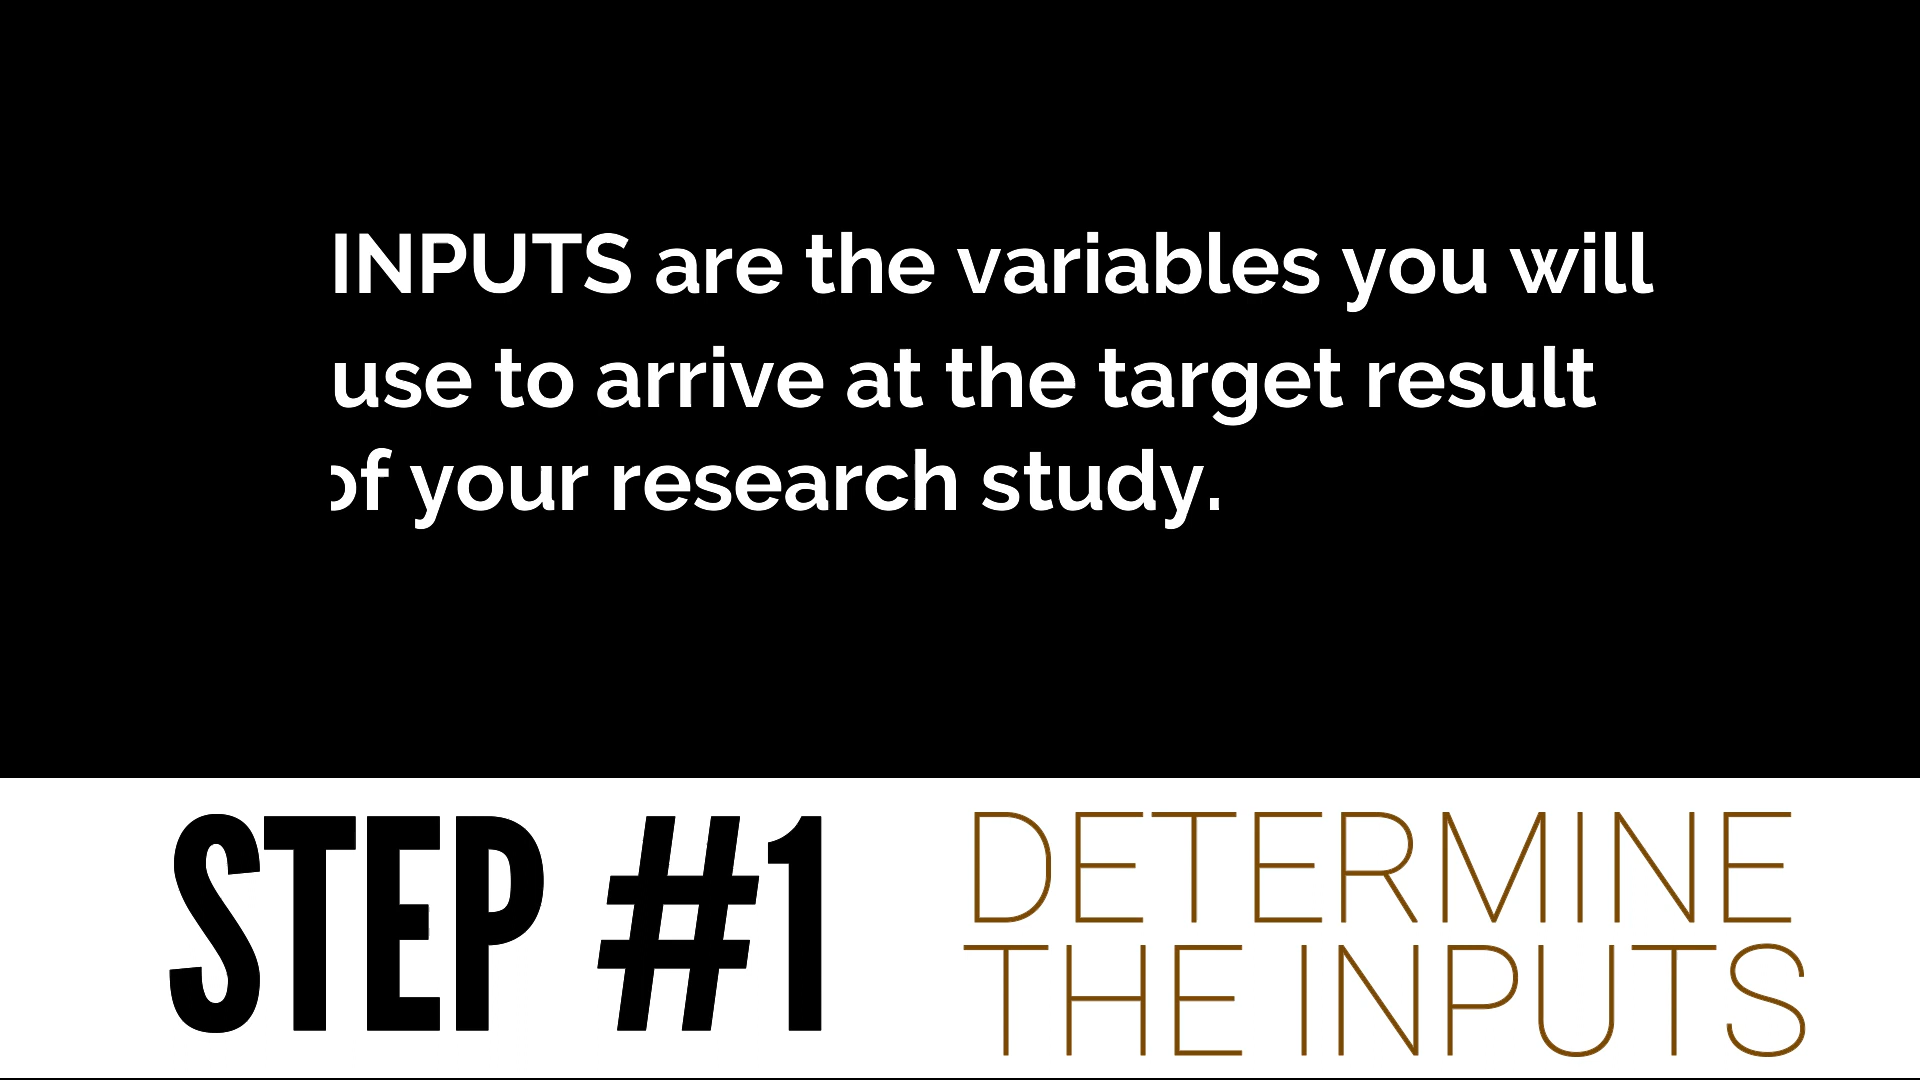 INPUTS are the variables you will
use to arrive at the target result
of your research study.
STEP #1
DETERMINE
THE INPUTS